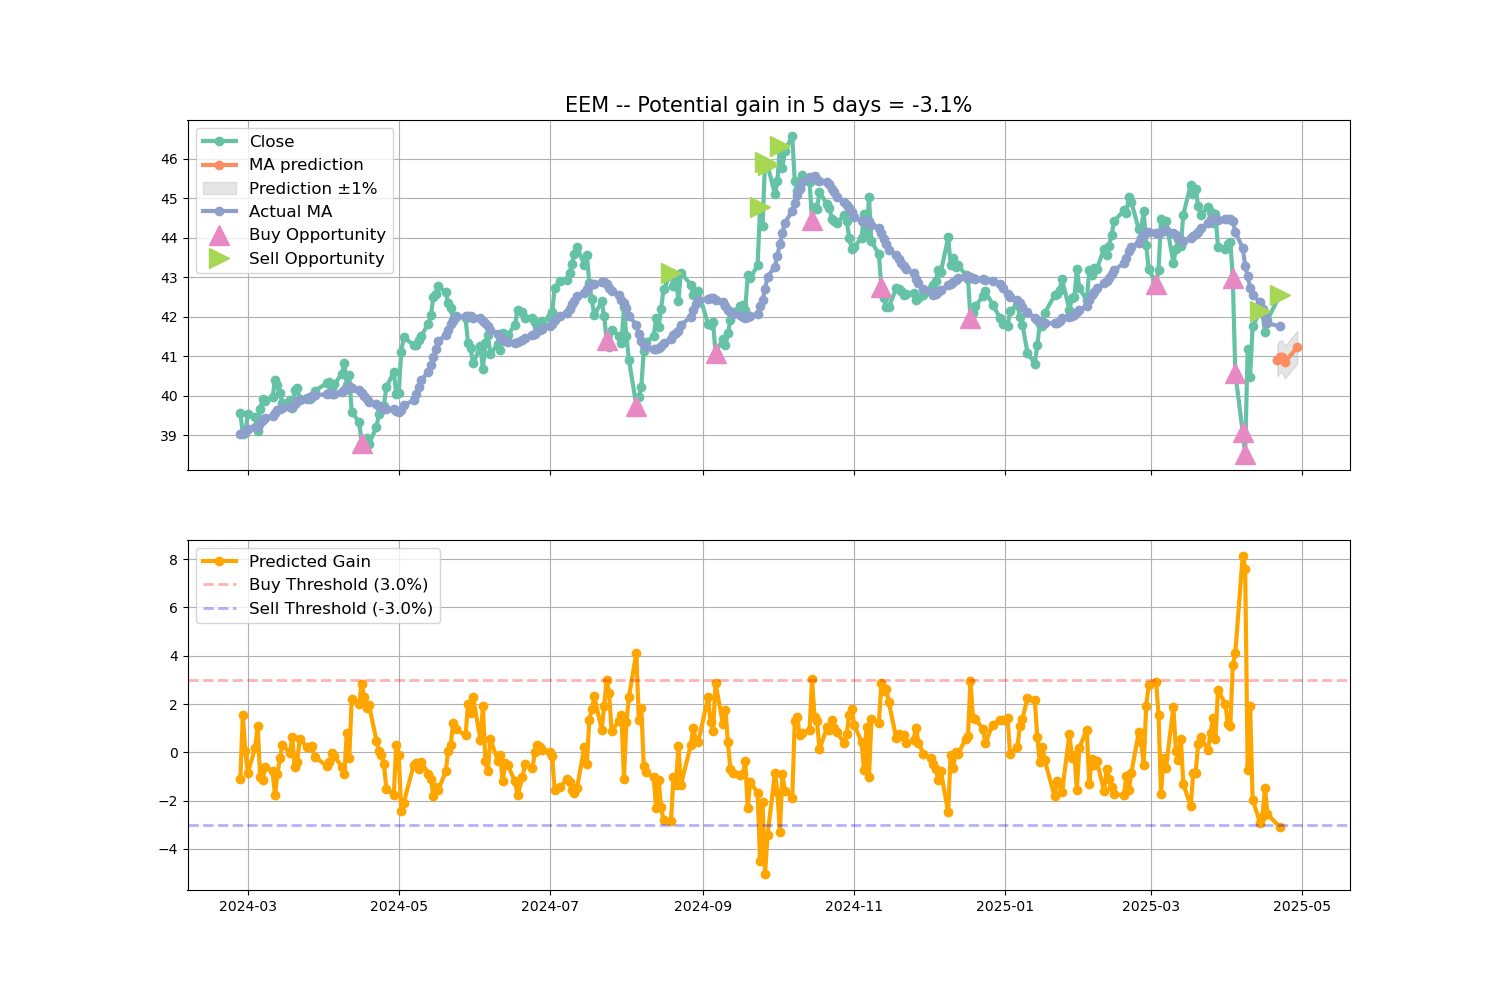 EEM -- Potential gain in 5 days = -3.1%
Close
MA prediction
Prediction ±1%
Actual MA
Buy Opportunity
Sell Opportunity
46
45
44
43
42
41
40
39
Predicted Gain
Buy Threshold (3.0%)
Sell Threshold (-3.0%)
8
6
4
2
0
−2
−4
2024-03 2024-05 2024-07 2024-09 2024-11 2025-01 2025-03 2025-05